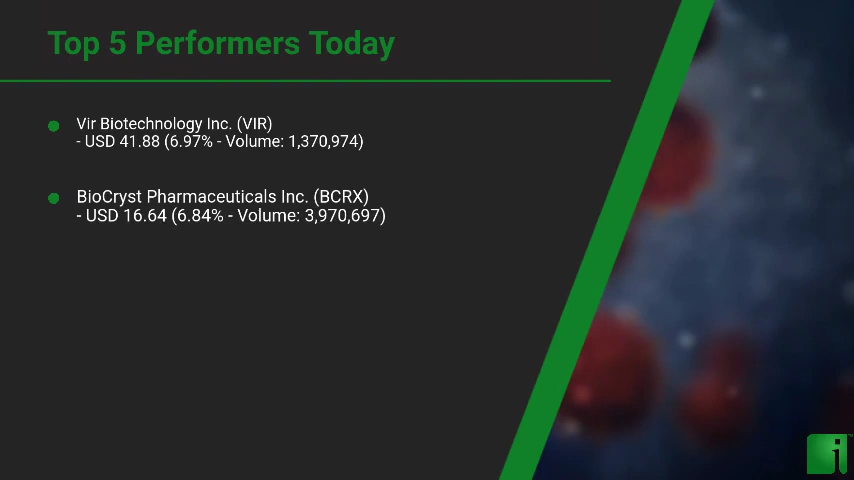 Top 5 Performers Today
Vir Biotechnology Inc. (VIR)
- USD 41.88 (6.97% - Volume: 1,370,974)
BioCryst Pharmaceuticals Inc. (BCRX)
- USD 16.64 (6.84% - Volume: 3,970,697)
i